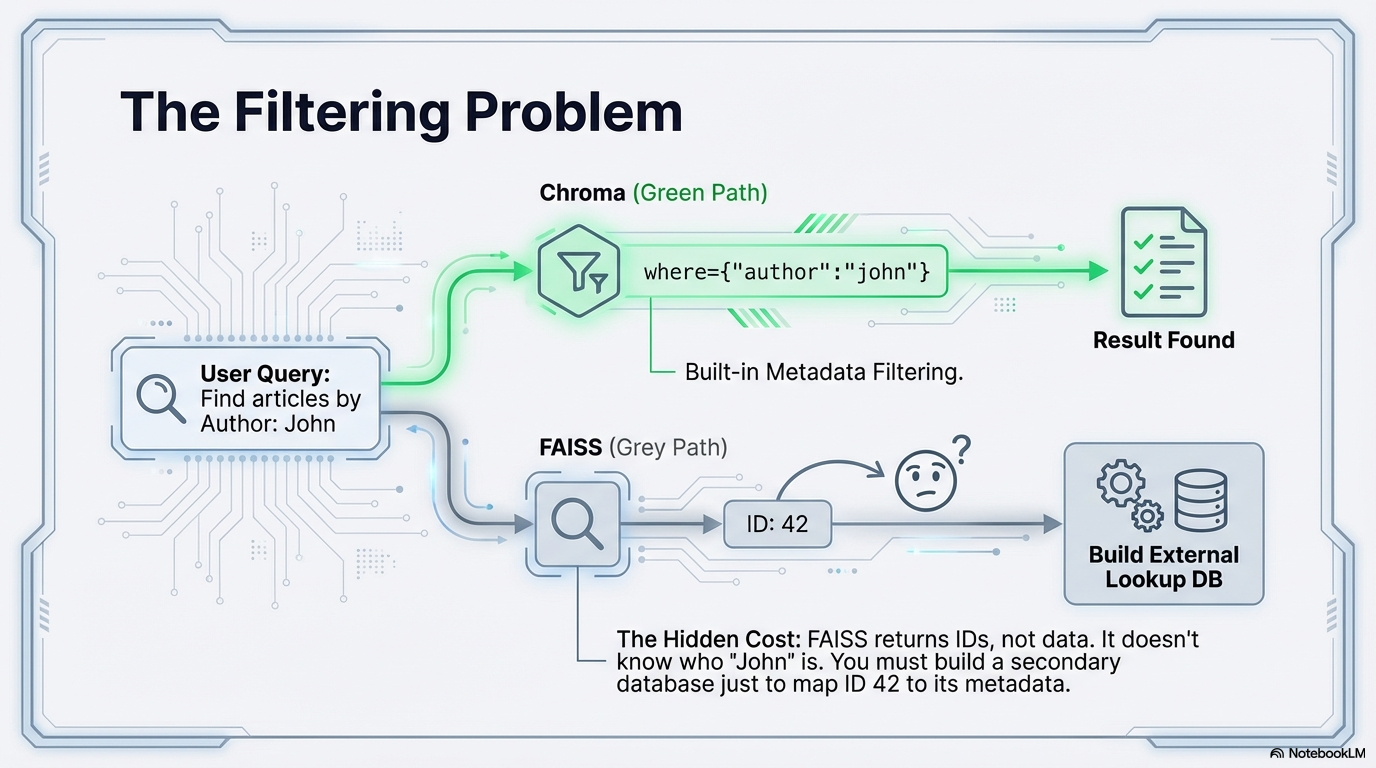 The Filtering Problem
Chroma (Green Path)
where={"author":"john"}
Result Found
Built-in Metadata Filtering.
User Query:
Find articles by
Author: John
FAISS (Grey Path)
?
ID: 42
Build External
Lookup DB
The Hidden Cost: FAISS returns IDs, not data. It doesn't
know who "John" is. You must build a secondary
database just to map ID 42 to its metadata.
NotebookLM